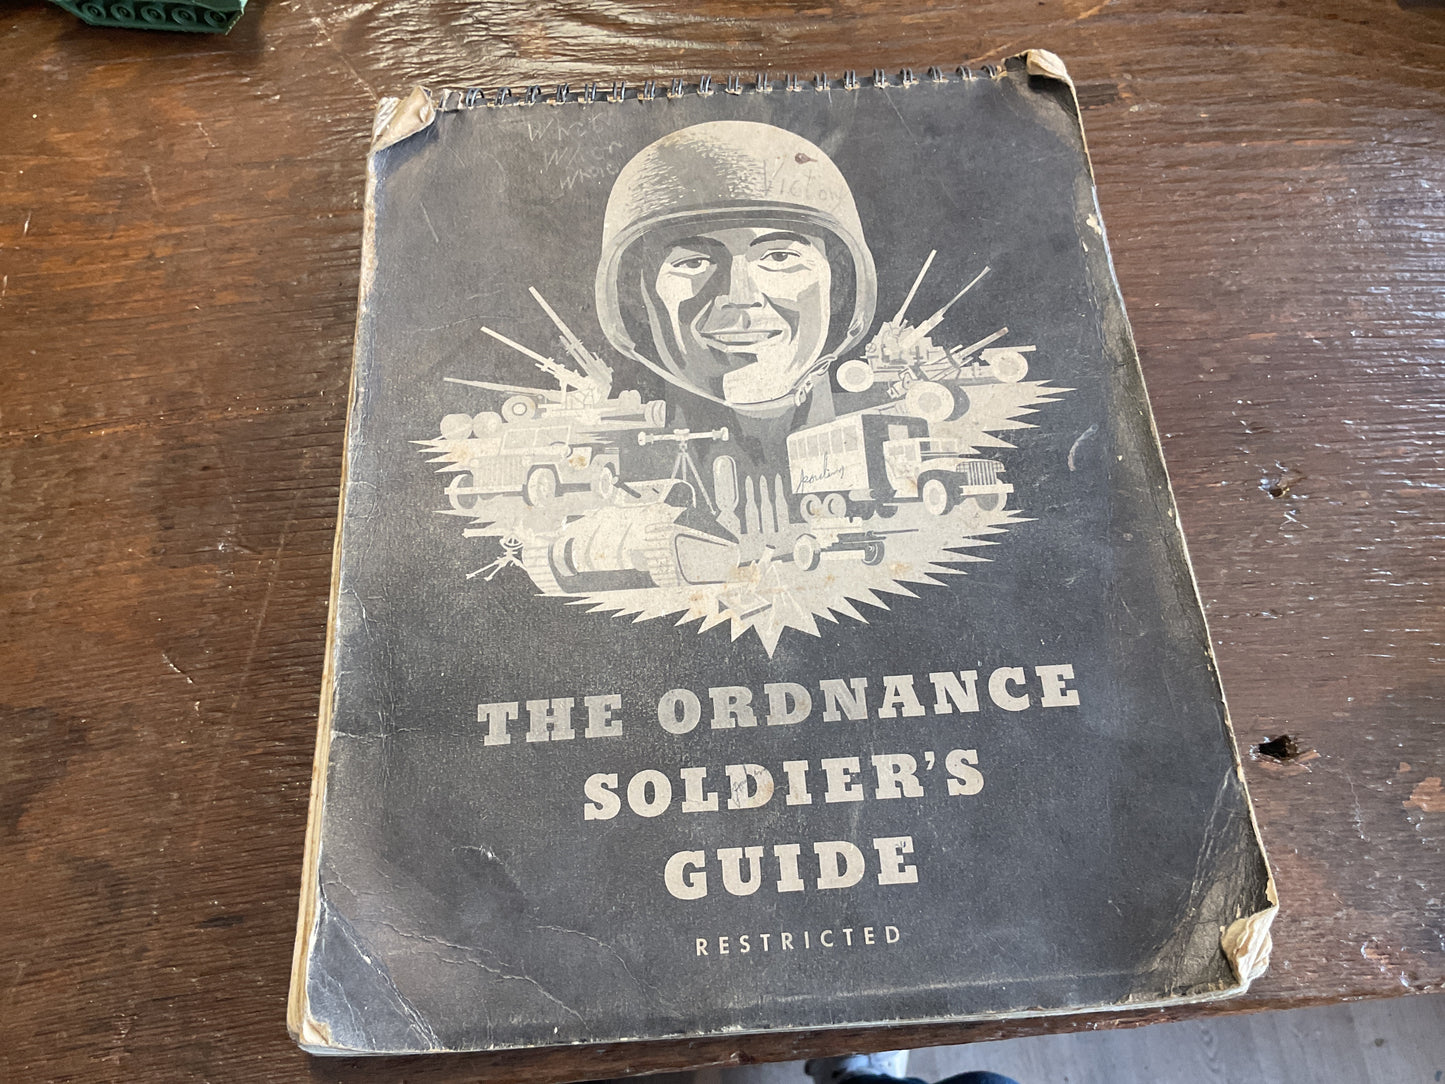 Victory
THE ORDNANCE
SOLDIER'S
GUIDE
RESTRICTED